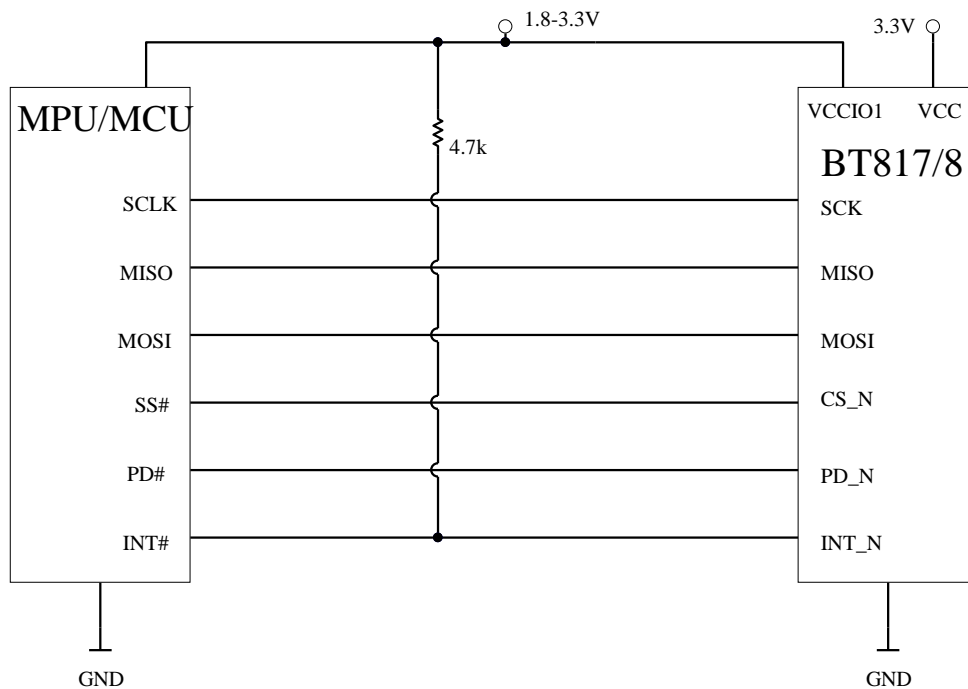 1.8-3.3V
3.3V
MPU/MCU
VCCIO1
VCC
4.7k
BT817/8
SCLK
SCK
MISO
MISO
MOSI
MOSI
SS#
CS_N
PD#
PD_N
INT#
INT_N
GND
GND